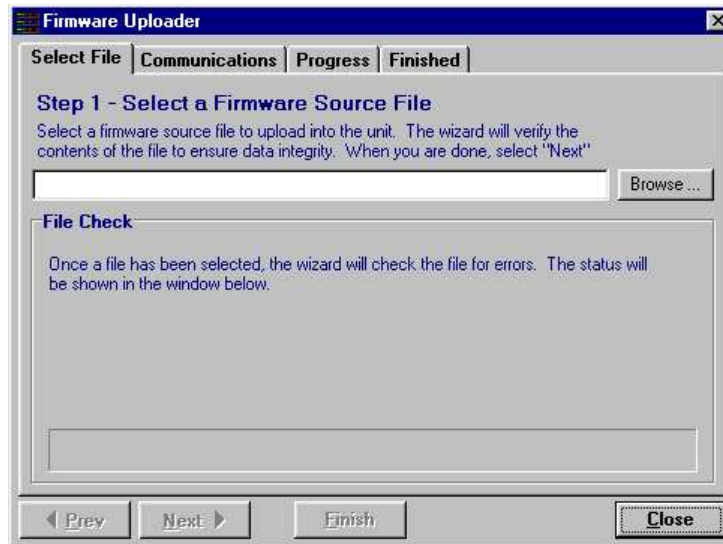 Firmware Uploader
Select File Communications Progress Finished
Step 1 - Select a Firmware Source File
Select a firmware source file to upload into the unit. The wizard will verify the
contents of the file to ensure data integrity. When you are done, select "Next"
Browse ...
File Check
Once a file has been selected, the wizard will check the file for errors. The status will
be shown in the window below.
Prev Next Finish Close